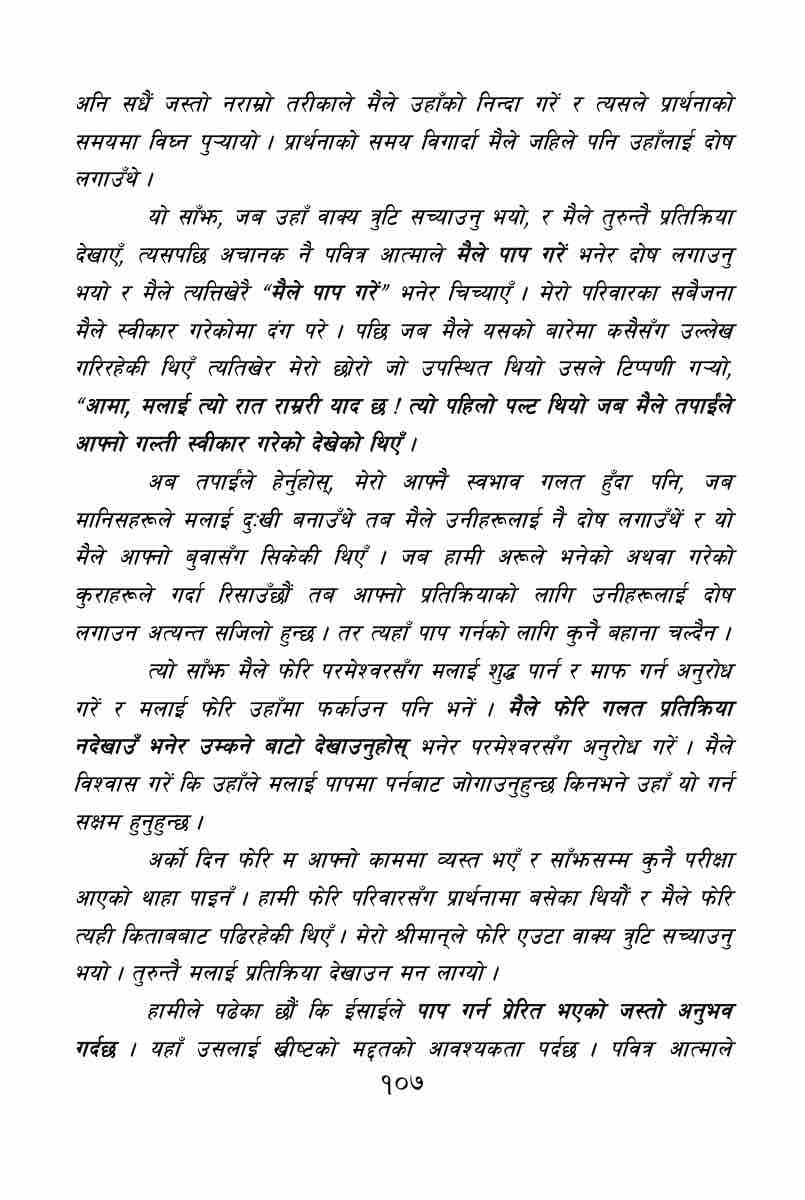 अनि सधैं जस्तो नराम्रो तरीकाले मैले उहाँको निन्दा गरें र त्यसले प्रार्थनाको
समयमा विघ्न पुऱ्यायो । प्रार्थनाको समय विगार्दा मैले जहिले पनि उहाँलाई दोष
लगाउँथे ।
यो साँझ, जब उहाँ वाक्य त्रुटि सच्याउनु भयो, र मैले तुरुन्तै प्रतिक्रिया
देखाएँ, त्यसपछि अचानक नै पवित्र आत्माले मैले पाप गरें भनेर दोष लगाउनु
भयो र मैले त्यत्तिखेरै “मैले पाप गरें” भनेर चिच्याएँ । मेरो परिवारका सबैजना
मैले स्वीकार गरेकोमा दंग परे । पछि जब मैले यसको बारेमा कसैसँग उल्लेख
गरिरहेकी थिएँ त्यतिखेर मेरो छोरो जो उपस्थित थियो उसले टिप्पणी गऱ्यो,
“आमा, मलाई त्यो रात राम्ररी याद छ ! त्यो पहिलो पल्ट थियो जब मैले तपाईंले
आफ्नो गल्ती स्वीकार गरेको देखेको थिएँ ।
अब तपाईंले हेर्नुहोस्, मेरो आफ्नै स्वभाव गलत हुँदा पनि, जब
मानिसहरूले मलाई दुःखी बनाउँथे तब मैले उनीहरूलाई नै दोष लगाउँथें र यो
मैले आफ्नो बुवासँग सिकेकी थिएँ । जब हामी अरूले भनेको अथवा गरेको
कुराहरूले गर्दा रिसाउँछौं तब आफ्नो प्रतिक्रियाको लागि उनीहरूलाई दोष
लगाउन अत्यन्त सजिलो हुन्छ । तर त्यहाँ पाप गर्नको लागि कुनै बहाना चल्दैन ।
त्यो साँझ मैले फेरि परमेश्वरसँग मलाई शुद्ध पार्न र माफ गर्न अनुरोध
गरें र मलाई फेरि उहाँमा फर्काउन पनि भनें । मैले फेरि गलत प्रतिक्रिया
नदेखाउँ भनेर उम्कने बाटो देखाउनुहोस् भनेर परमेश्वरसँग अनुरोध गरें । मैले
विश्वास गरें कि उहाँले मलाई पापमा पर्नबाट जोगाउनुहुन्छ किनभने उहाँ यो गर्न
सक्षम हुनुहुन्छ ।
अर्को दिन फेरि म आफ्नो काममा व्यस्त भएँ र साँझसम्म कुनै परीक्षा
आएको थाहा पाइनँ । हामी फेरि परिवारसँग प्रार्थनामा बसेका थियौं र मैले फेरि
त्यही किताबबाट पढिरहेकी थिएँ । मेरो श्रीमान्‌ले फेरि एउटा वाक्य त्रुटि सच्याउनु
भयो । तुरुन्तै मलाई प्रतिक्रिया देखाउन मन लाग्यो ।
हामीले पढेका छौं कि ईसाईले पाप गर्न प्रेरित भएको जस्तो अनुभव
गर्दछ । यहाँ उसलाई ख्रीष्टको मद्दतको आवश्यकता पर्दछ । पवित्र आत्माले
१०७